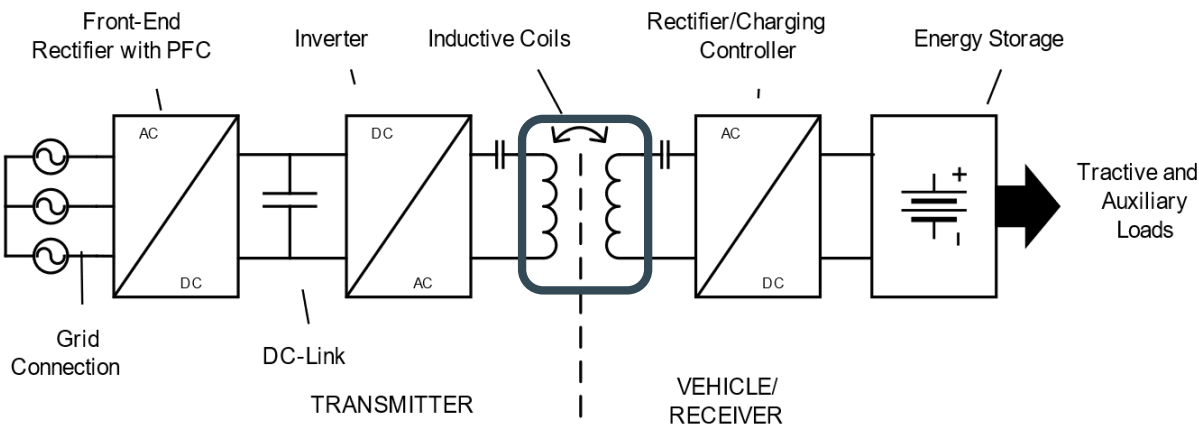 Front-End
Rectifier with PFC
Inverter
Inductive Coils
Rectifier/Charging
Controller
Energy Storage
AC
DC
DC
AC
AC
DC
+
Tractive and
Auxiliary
Loads
Grid
Connection
DC-Link
TRANSMITTER
VEHICLE/
RECEIVER